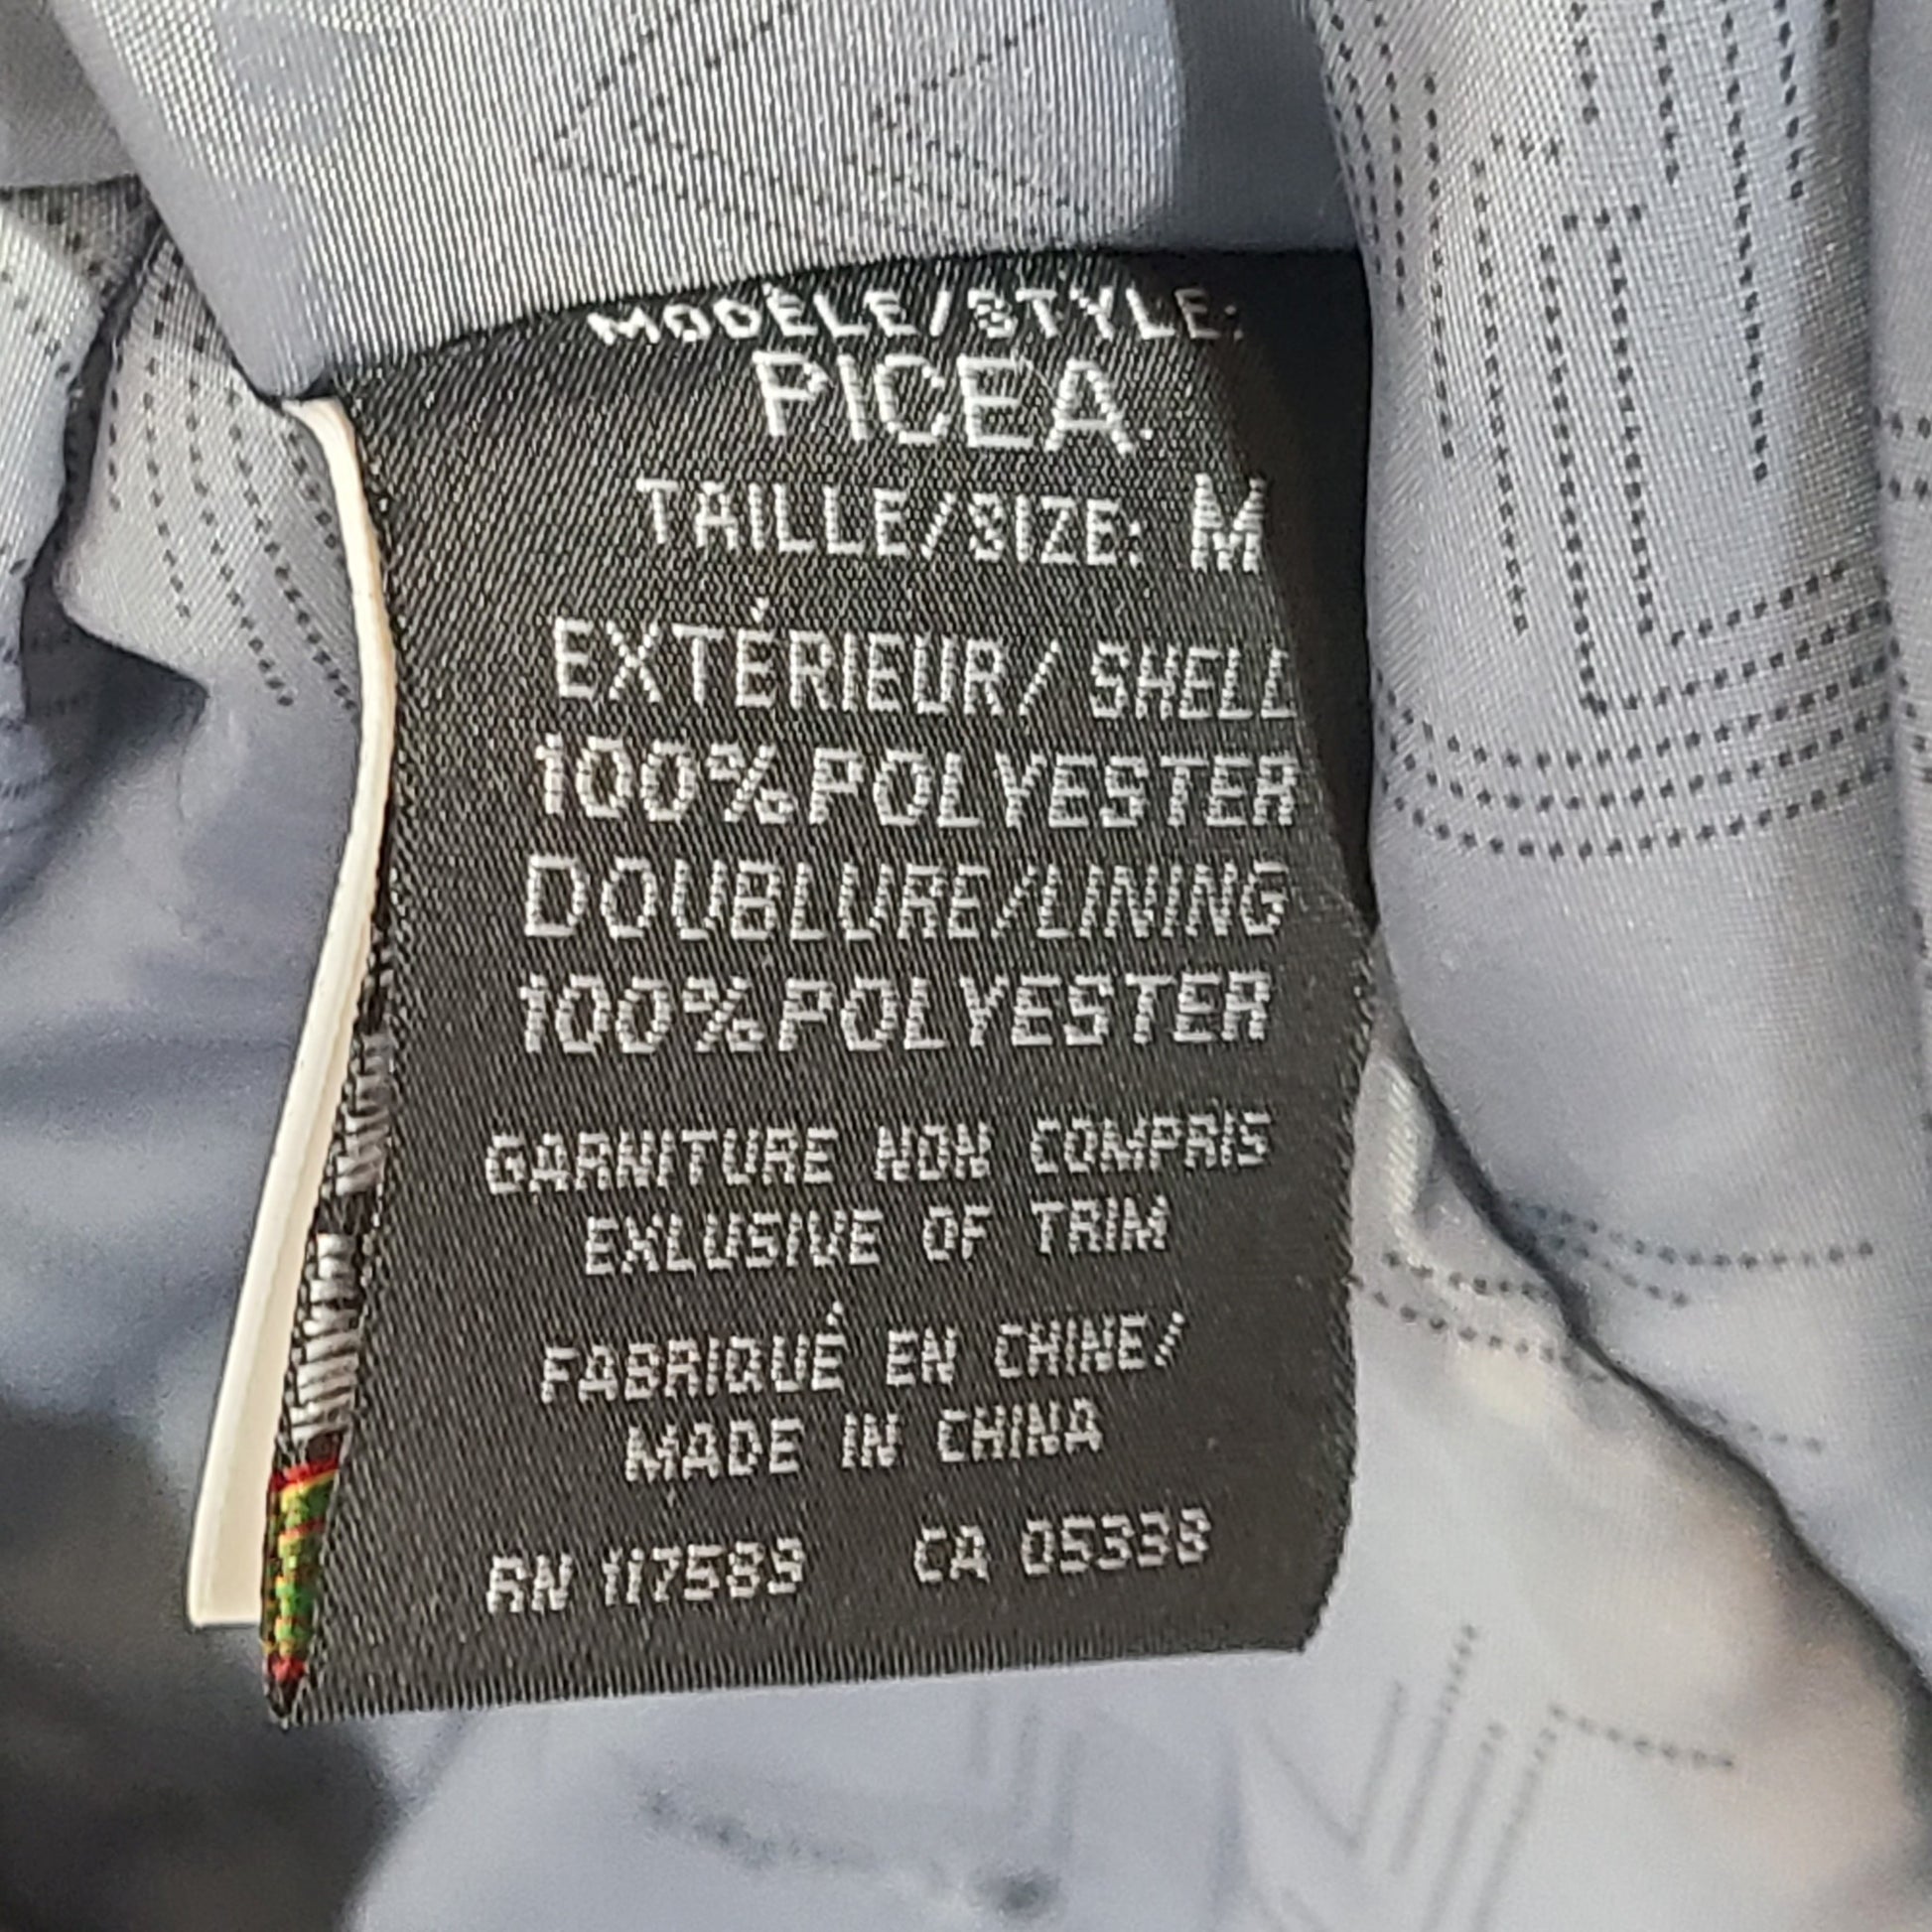 MODÈLE/STYLE:
PICEA
TAILLE/SIZE: M
EXTÉRIEUR/ SHELL
100% POLYESTER
DOUBLURE/LINING
100% POLYESTER
GARNITURE NON COMPRIS
EXLUSIVE OF TRIM
FABRIQUÉ EN CHINE/
MADE IN CHINA
RN 117589 CA 05338